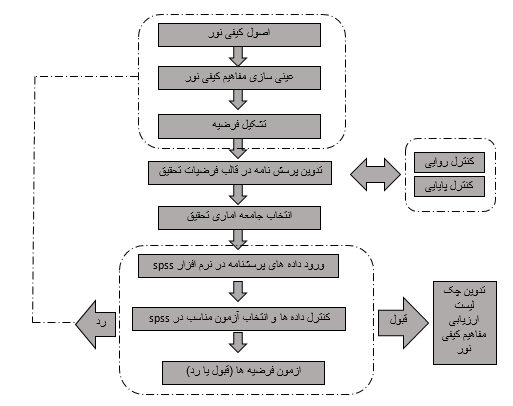 اصول کیفی نور
عینی سازی مفاهیم کیفی نور
تشکیل فرضیه
تدوین پرسش نامه در قالب فرضیات تحقیق
کنترل روایی
کنترل پایایی
انتخاب جامعه اماری تحقیق
ورود داده های پرسشنامه در نرم افزار spss
کنترل داده ها و انتخاب آزمون مناسب در spss
ازمون فرضیه ها (قبول یا رد)
رد
قبول
تدوین چک
لیست
ارزیابی
مفاهیم کیفی
نور